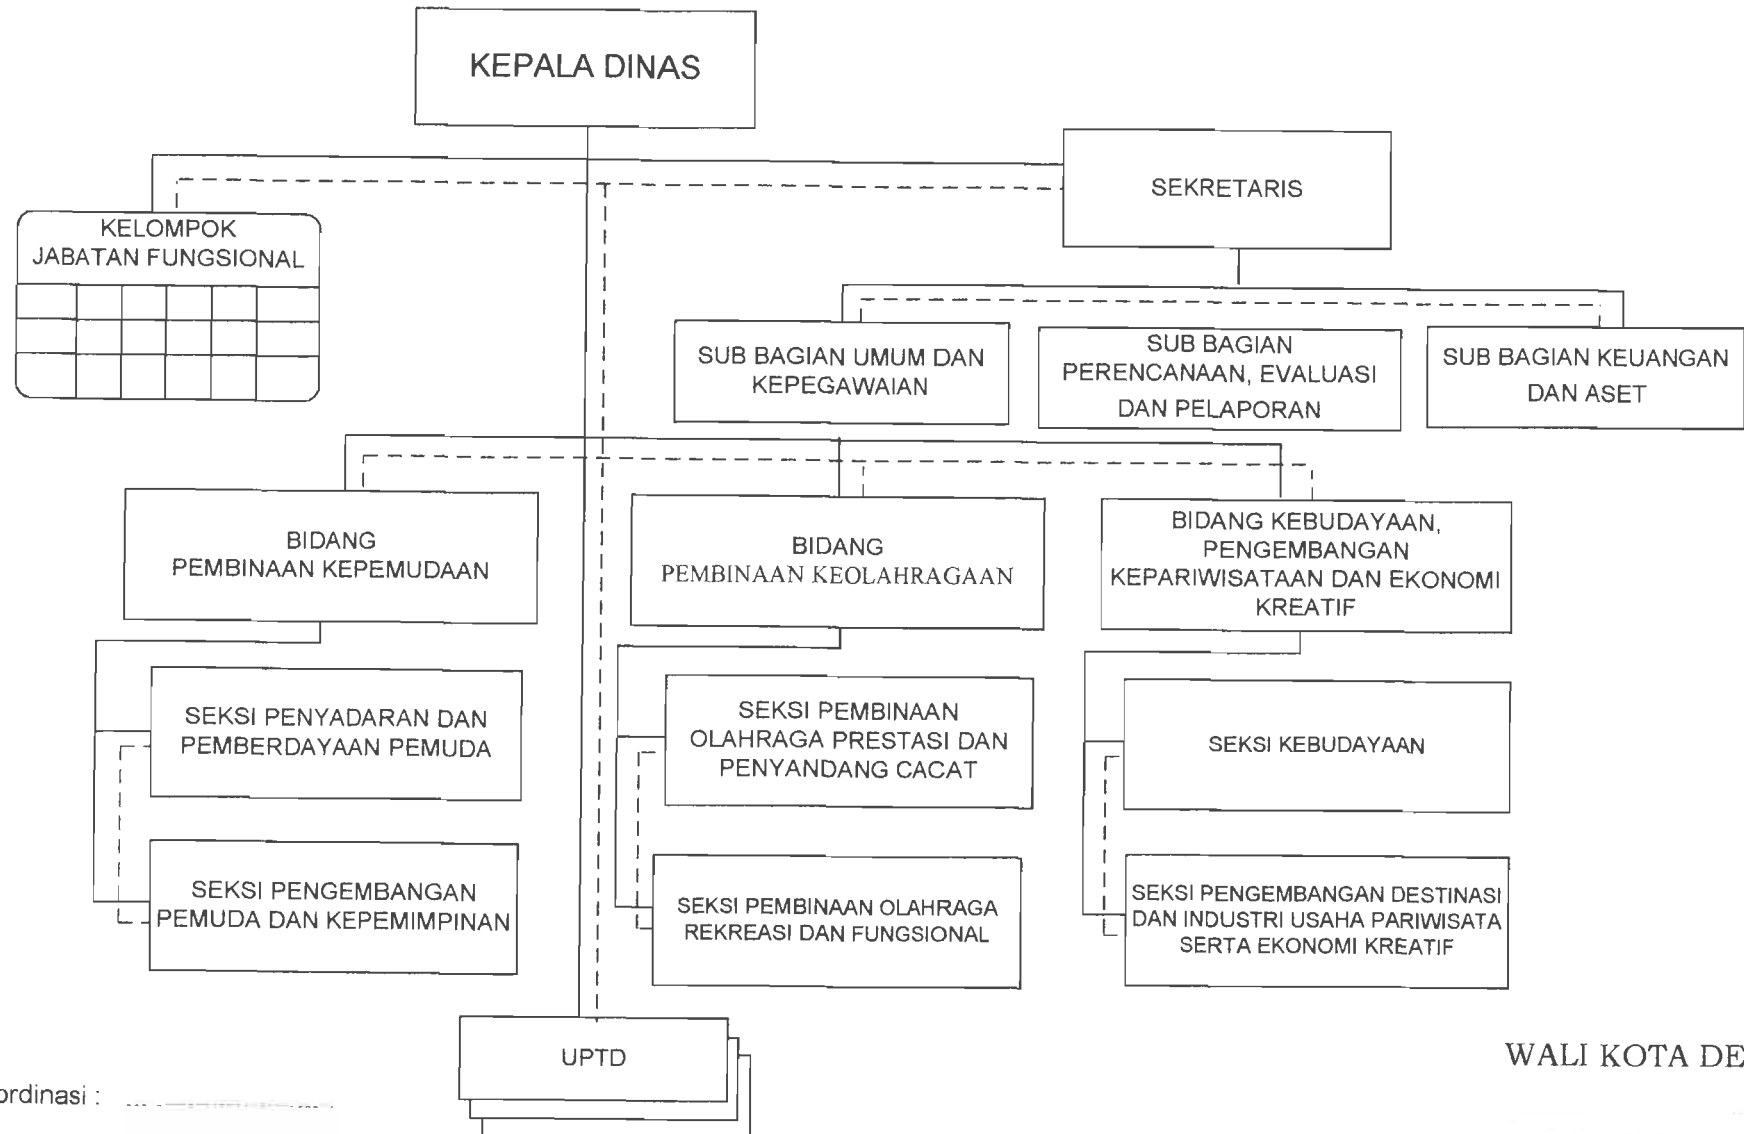 KEPALA DINAS
SEKRETARIS
KELOMPOK
JABATAN FUNGSIONAL
SUB BAGIAN UMUM DAN
KEPEGAWAIAN
SUB BAGIAN
PERENCANAAN, EVALUASI
DAN PELAPORAN
SUB BAGIAN KEUANGAN
DAN ASET
BIDANG
PEMBINAAN KEPEMUDAAN
BIDANG
PEMBINAAN KEOLAHRAGAAN
BIDANG KEBUDAYAAN,
PENGEMBANGAN
KEPARIWISATAAN DAN EKONOMI
KREATIF
SEKSI PENYADARAN DAN
PEMBERDAYAAN PEMUDA
SEKSI PEMBINAAN
OLAHRAGA PRESTASI DAN
PENYANDANG CACAT
SEKSI KEBUDAYAAN
SEKSI PENGEMBANGAN
PEMUDA DAN KEPEMIMPINAN
SEKSI PEMBINAAN OLAHRAGA
REKREASI DAN FUNGSIONAL
SEKSI PENGEMBANGAN DESTINASI
DAN INDUSTRI USAHA PARIWISATA
SERTA EKONOMI KREATIF
UPTD
WALI KOTA DE
ordinasi :